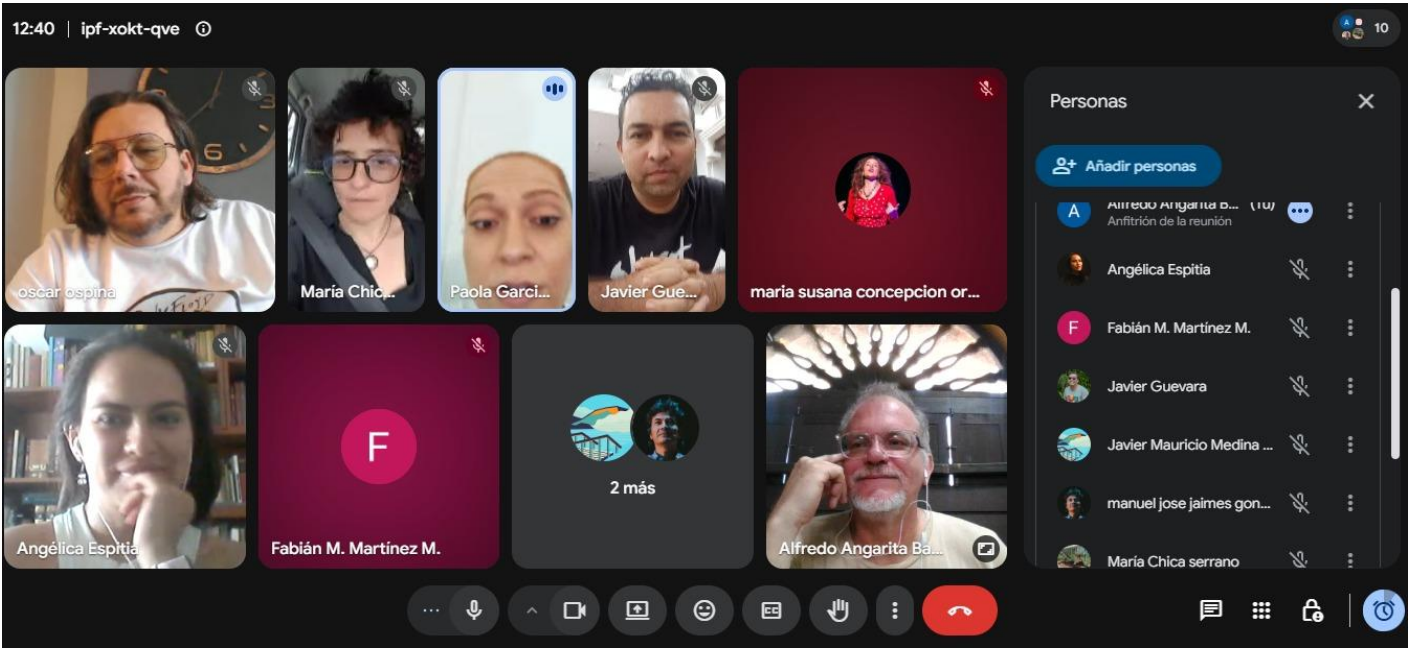 12:40 | ipf-xokt-qve
10
oscar ospina
María Chic...
Paola Garci...
Javier Gue...
maria susana concepcion or...
Angélica Espitia
F
Fabián M. Martínez M.
2 más
Alfredo Angarita Ba...
Personas
Añadir personas
A
Alfredo Angarita B... (Tú)
Anfitrión de la reunión
Angélica Espitia
F
Fabián M. Martínez M.
Javier Guevara
Javier Mauricio Medina ...
manuel jose jaimes gon...
María Chica serrano